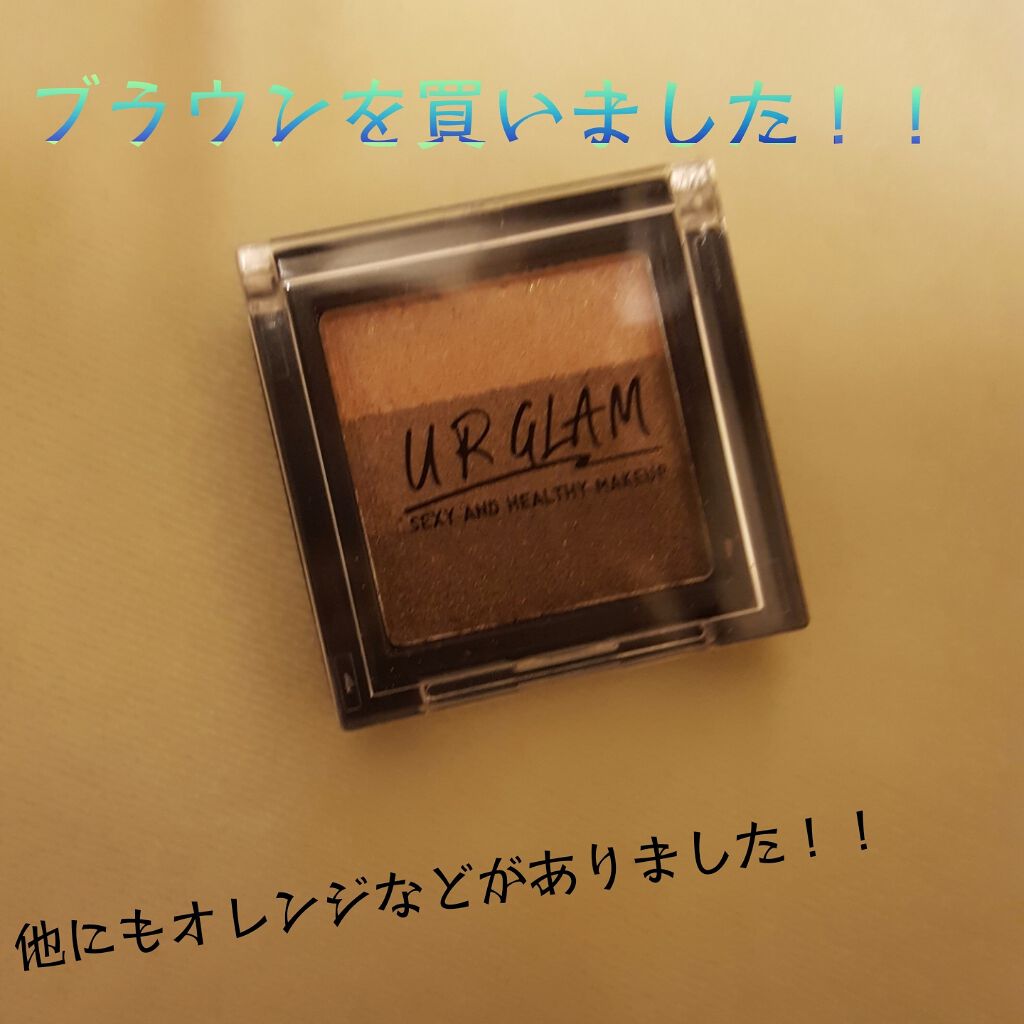 ブラウンを買いました！！
UR GLAM
SEXY AND HEALTHY MAKEUP
他にもオレンジなどがありました！！